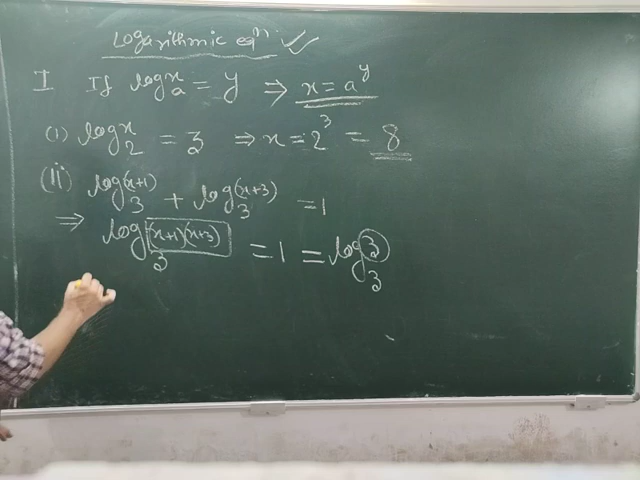 Logarithmic eqⁿ) ✓
I If logₐx = y ⇒ x = aʸ
(i) log₂x = 3 ⇒ x = 2³ = 8
(ii) log₃(x+1) + log₃(x+3) = 1
⇒ log₃(x+1)(x+3) = 1 = log₃3